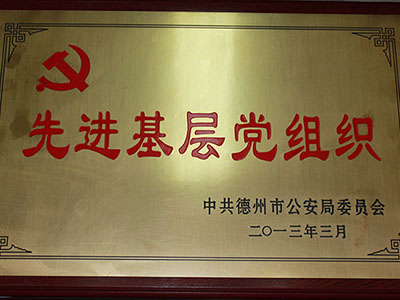 先进基层党组织
中共德州市公安局委员会
二〇一三年三月